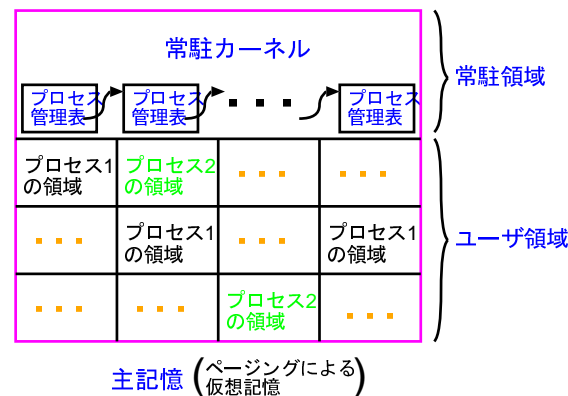 常駐カーネル
常駐領域
プロセス
管理表
プロセス
管理表
プロセス
管理表
プロセス1
の領域
プロセス2
の領域
プロセス1
の領域
プロセス1
の領域
ユーザ領域
プロセス2
の領域
主記憶(ページングによる
仮想記憶)